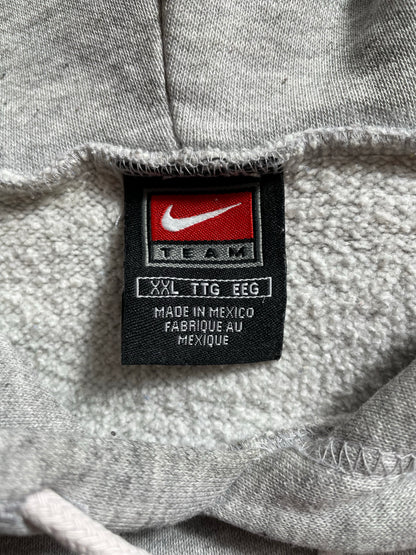 TEAM
XXL TTG EEG
MADE IN MEXICO
FABRIQUE AU
MEXIQUE